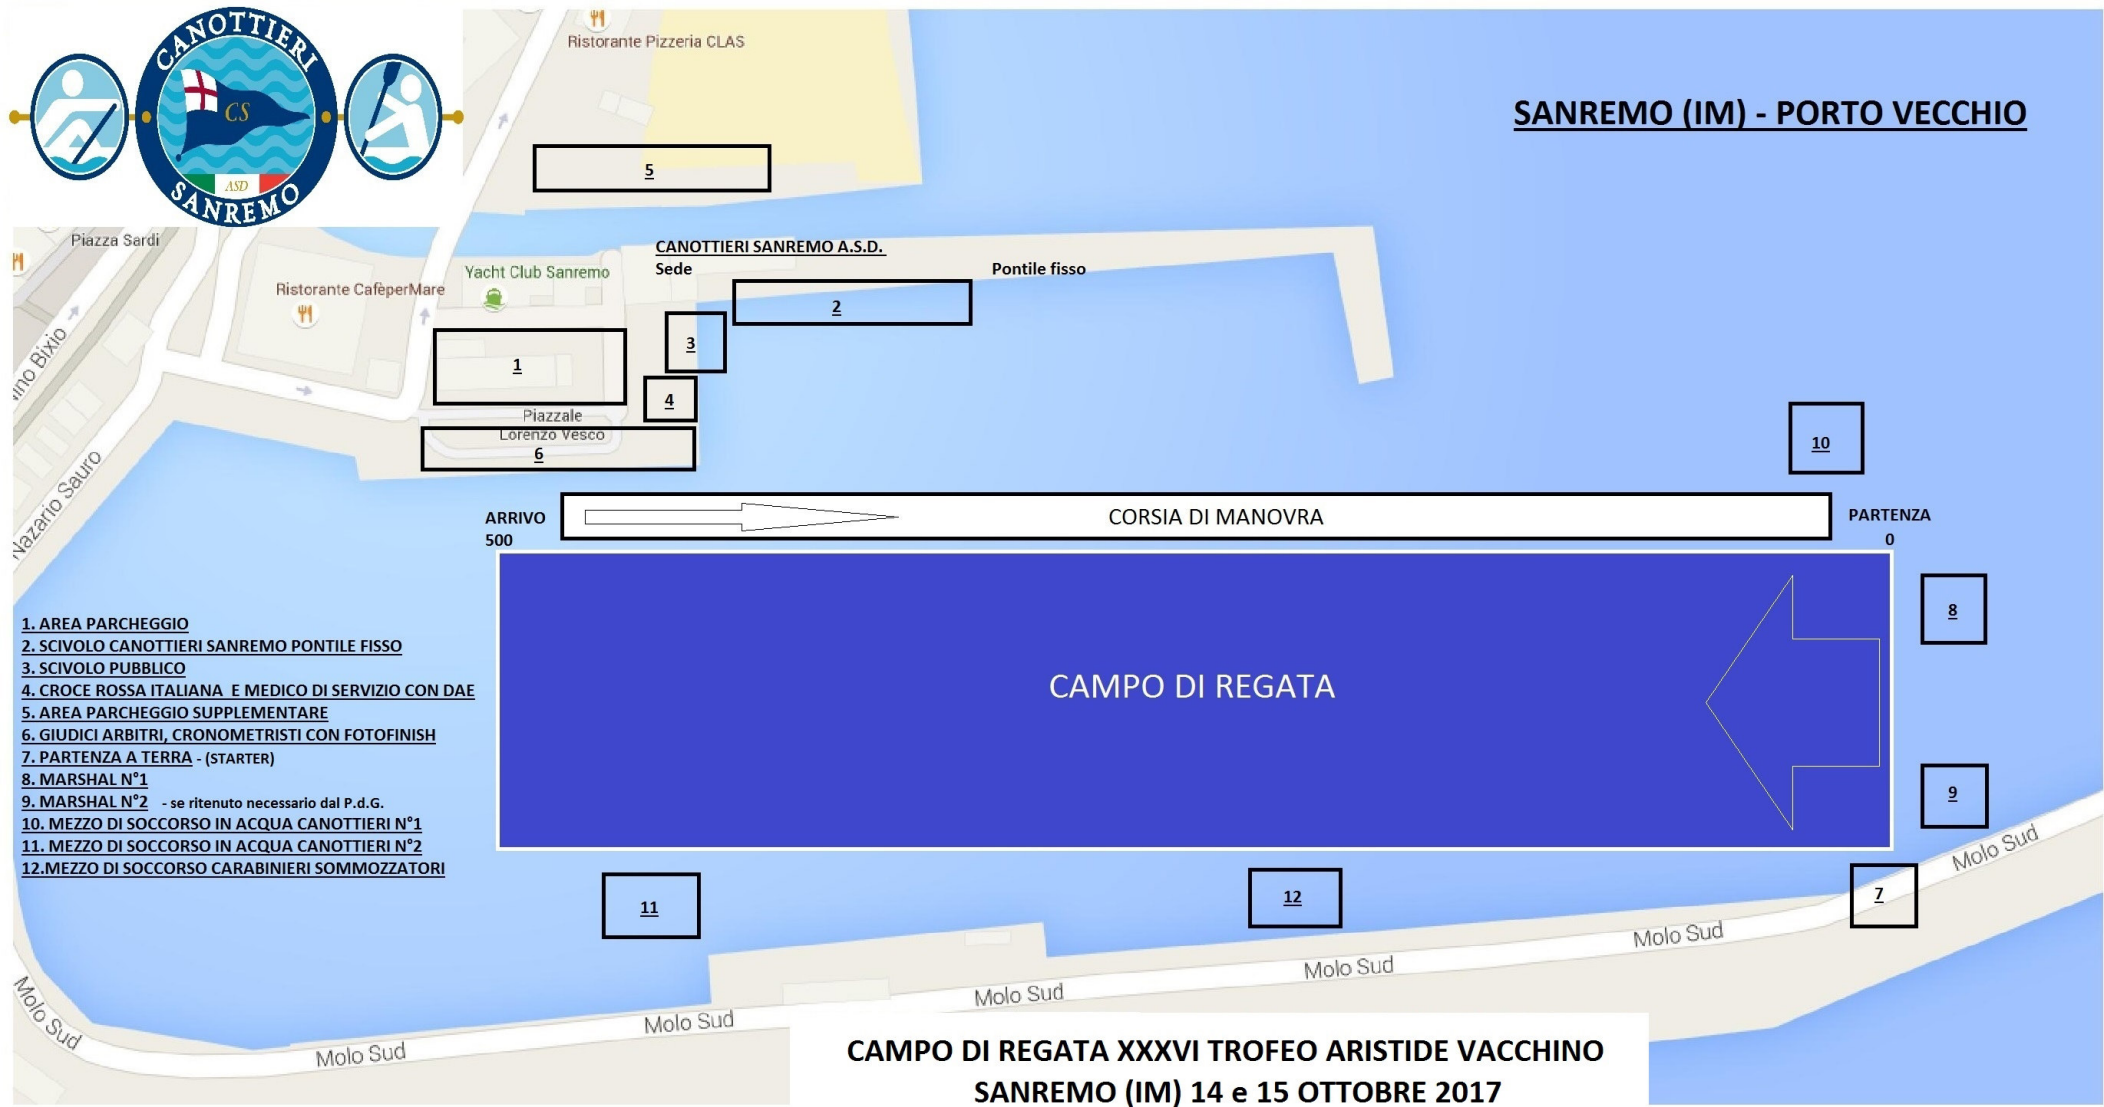 CANOTTIERI
CS
ASD
SANREMO
Ristorante Pizzeria CLAS
SANREMO (IM) - PORTO VECCHIO
5
Piazza Sardi
CANOTTIERI SANREMO A.S.D.
Sede
Pontile fisso
Yacht Club Sanremo
Ristorante CafèperMare
2
3
1
4
Piazzale
Lorenzo Vesco
6
10
Nazario Sauro
ARRIVO
500
CORSIA DI MANOVRA
PARTENZA
0
8
CAMPO DI REGATA
9
1. AREA PARCHEGGIO
2. SCIVOLO CANOTTIERI SANREMO PONTILE FISSO
3. SCIVOLO PUBBLICO
4. CROCE ROSSA ITALIANA E MEDICO DI SERVIZIO CON DAE
5. AREA PARCHEGGIO SUPPLEMENTARE
6. GIUDICI ARBITRI, CRONOMETRISTI CON FOTOFINISH
7. PARTENZA A TERRA - (STARTER)
8. MARSHAL N°1
9. MARSHAL N°2 - se ritenuto necessario dal P.d.G.
10. MEZZO DI SOCCORSO IN ACQUA CANOTTIERI N°1
11. MEZZO DI SOCCORSO IN ACQUA CANOTTIERI N°2
12.MEZZO DI SOCCORSO CARABINIERI SOMMOZZATORI
11
12
7
Molo Sud
Molo Sud
Molo Sud
Molo Sud
Molo Sud
Molo Sud
Molo Sud
CAMPO DI REGATA XXXVI TROFEO ARISTIDE VACCHINO
SANREMO (IM) 14 e 15 OTTOBRE 2017